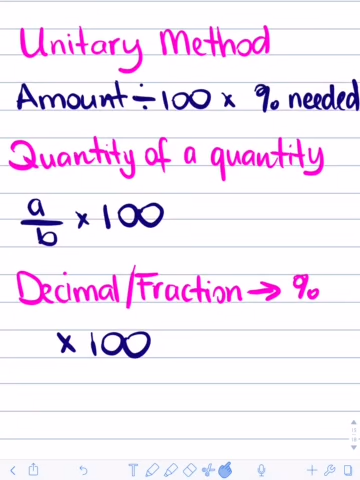 Unitary Method
Amount ÷ 100 × % needed
Quantity of a quantity
a/b × 100
Decimal/Fraction → %
× 100